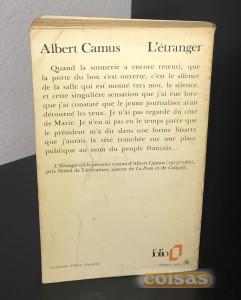 Albert Camus L'étranger
Quand la sonnerie a encore retenti, que
la porte du box s'est ouverte, c'est le silence
de la salle qui est monté vers moi, le silence,
et cette singulière sensation que j'ai eue lors-
que j'ai constaté que le jeune journaliste avait
détourné les yeux. Je n'ai pas regardé du côté
de Marie. Je n'en ai pas eu le temps parce que
le président m'a dit dans une forme bizarre
que j'aurais la tête tranchée sur une place
publique au nom du peuple français...
L'Étranger est le premier roman d'Albert Camus
prix Nobel de Littérature, auteur de La Peste et de Caligula.
folio
coisas